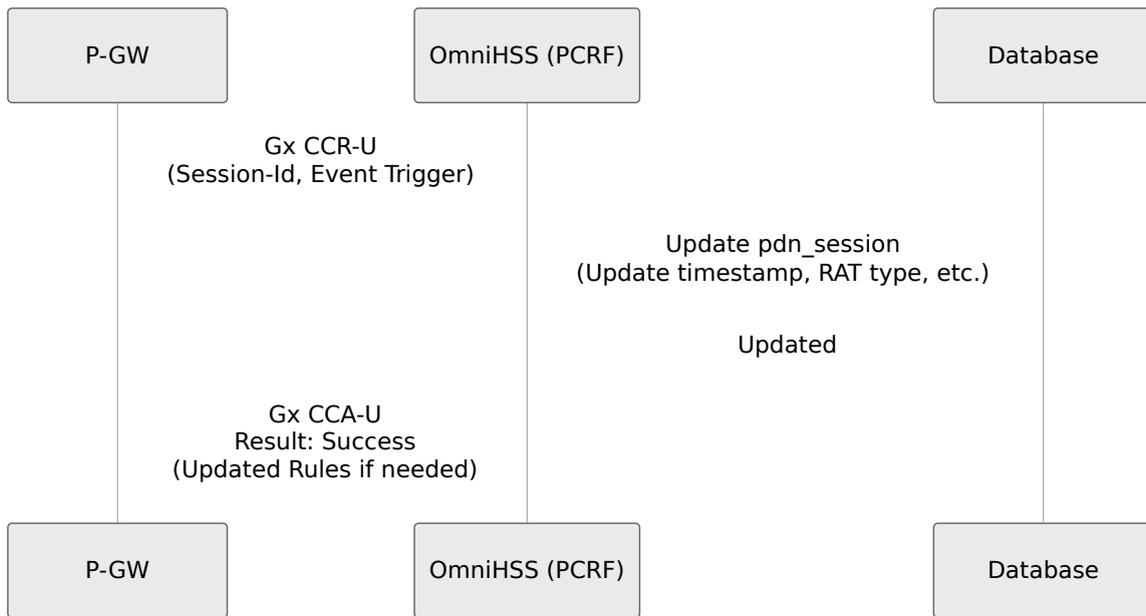 P-GW
OmniHSS (PCRF)
Database
Gx CCR-U
(Session-Id, Event Trigger)
Update pdn_session
(Update timestamp, RAT type, etc.)
Updated
Gx CCA-U
Result: Success
(Updated Rules if needed)
P-GW
OmniHSS (PCRF)
Database